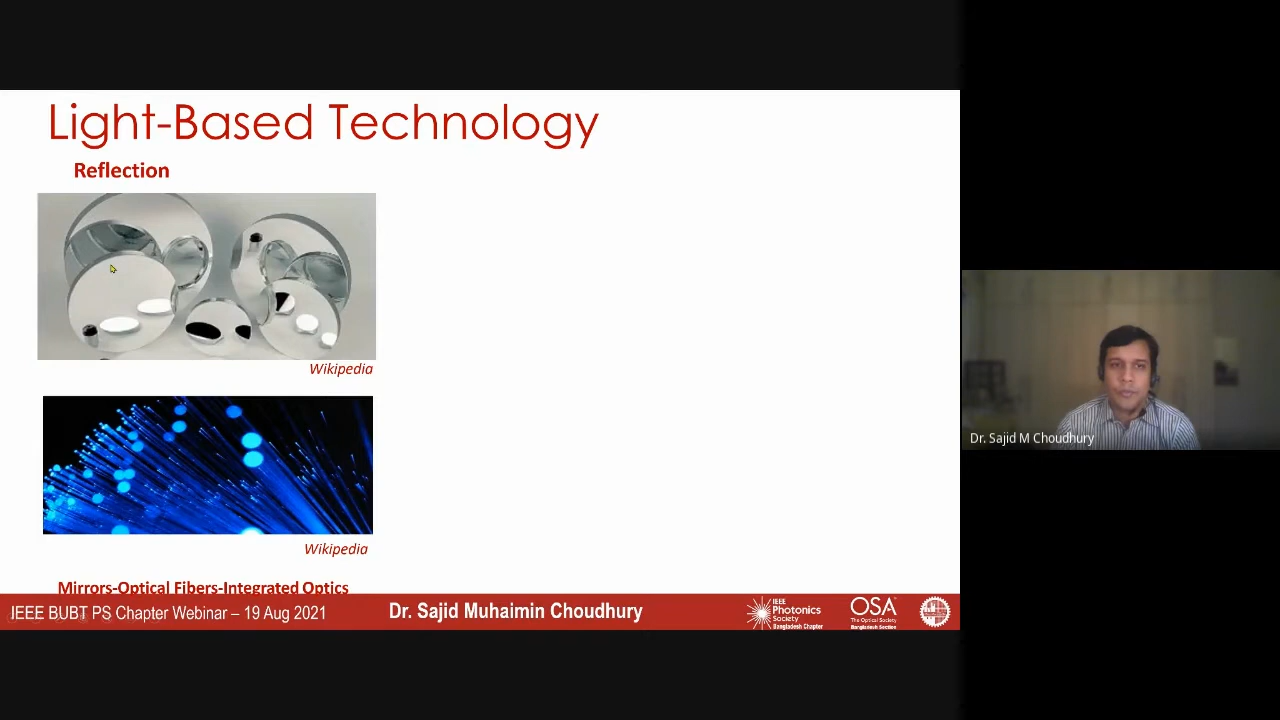 Light-Based Technology
Reflection
Wikipedia
Wikipedia
Mirrors-Optical Fibers-Integrated Optics
IEEE BUBT PS Chapter Webinar – 19 Aug 2021
Dr. Sajid Muhaimin Choudhury
IEEE
Photonics
Society
Bangladesh Chapter
OSA
The Optical Society
Bangladesh Section
Dr. Sajid M Choudhury